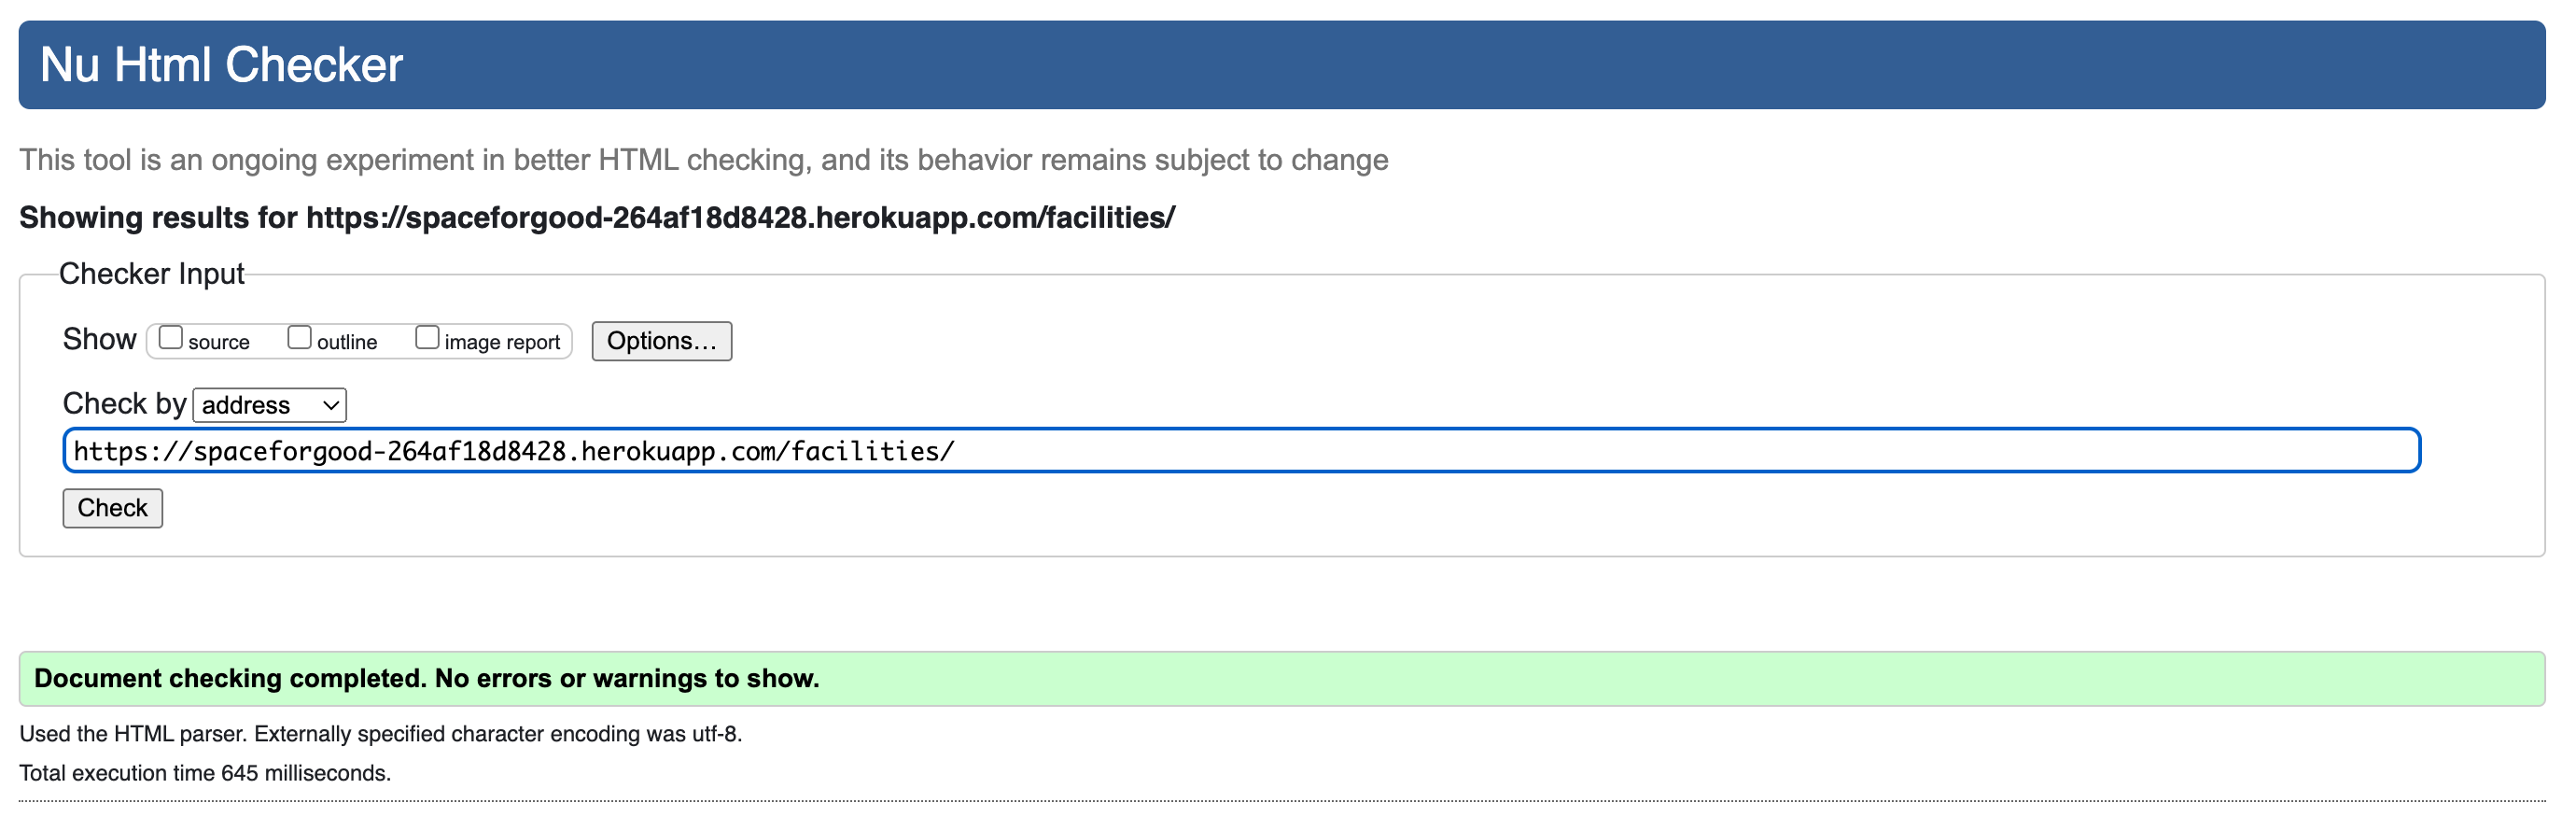 Nu Html Checker
This tool is an ongoing experiment in better HTML checking, and its behavior remains subject to change
Showing results for https://spaceforgood-264af18d8428.herokuapp.com/facilities/
Checker Input
Show source outline image report Options...
Check by address
https://spaceforgood-264af18d8428.herokuapp.com/facilities/
Check
Document checking completed. No errors or warnings to show.
Used the HTML parser. Externally specified character encoding was utf-8.
Total execution time 645 milliseconds.